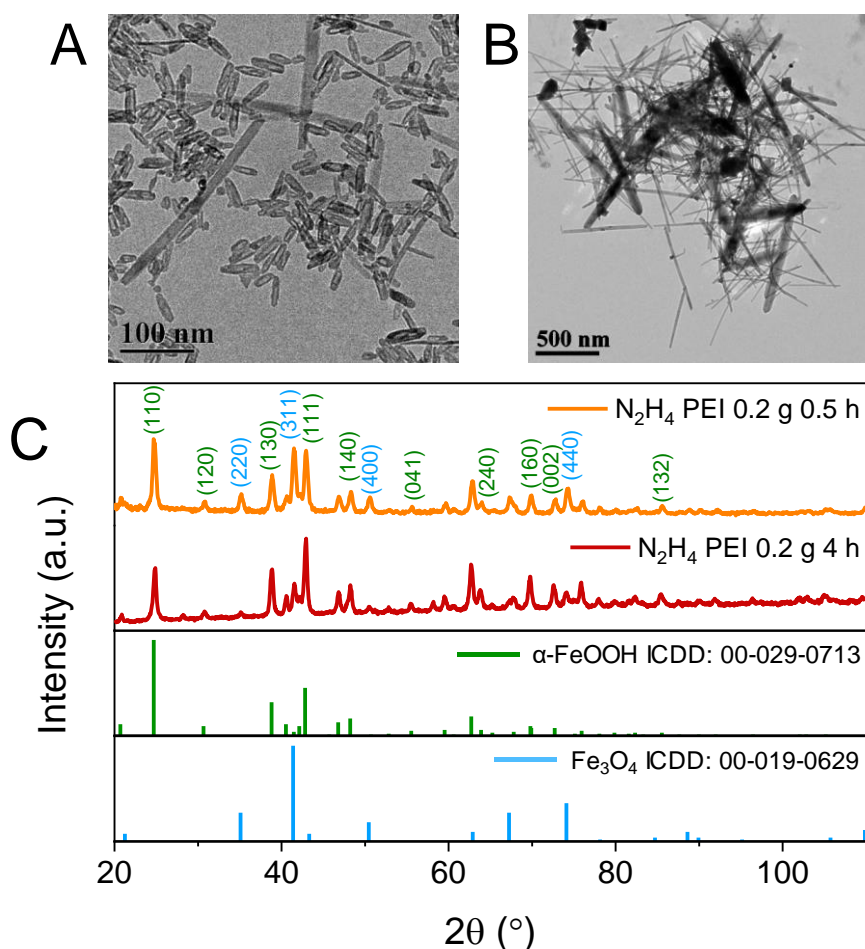 A
B
100 nm
500 nm
C
(110)
(120)
(220)
(130)
(311)
(111)
(140)
(400)
(041)
(240)
(160)
(002)
(440)
(132)
N₂H₄ PEI 0.2 g 0.5 h
N₂H₄ PEI 0.2 g 4 h
α-FeOOH ICDD: 00-029-0713
Fe₃O₄ ICDD: 00-019-0629
Intensity (a.u.)
20 40 60 80 100
2θ (°)